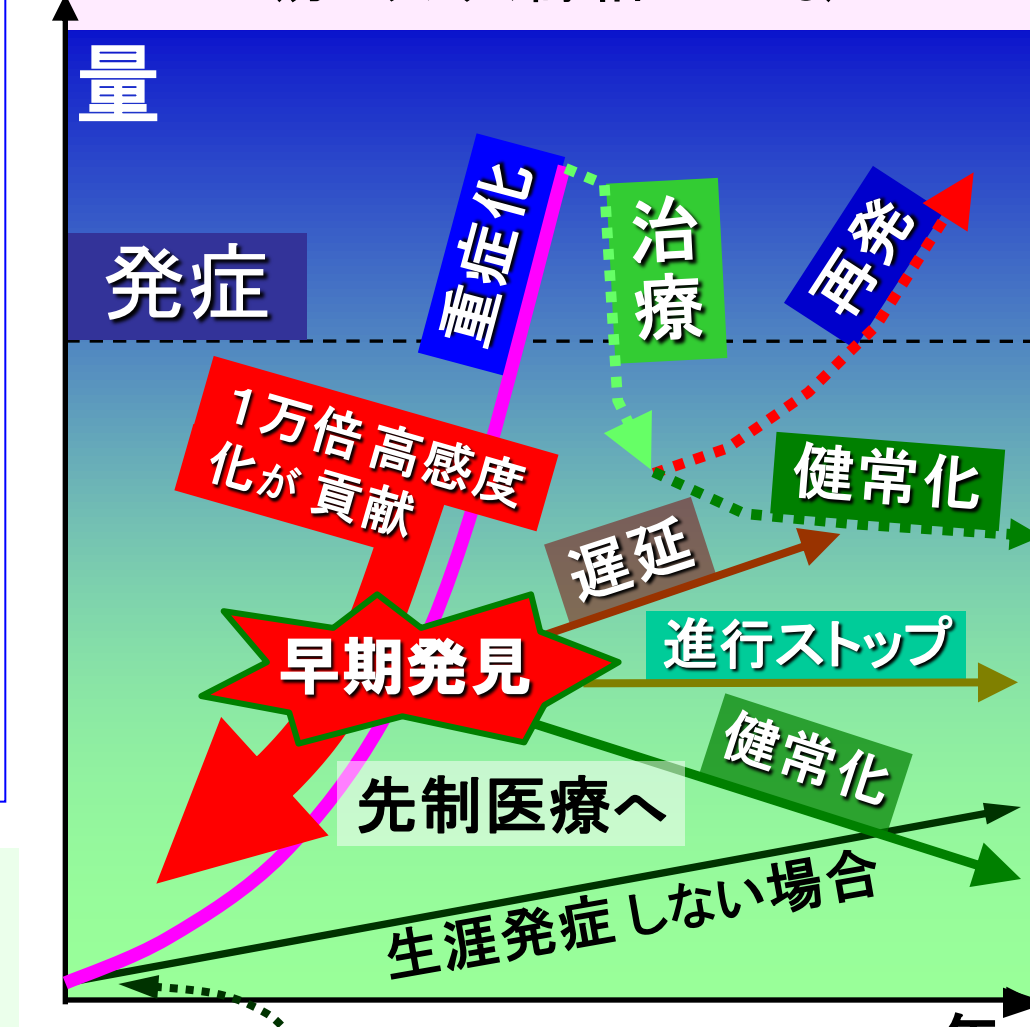 量
発症
重症化
治療
再発
1万倍 高感度
化が 貢献
健常化
遅延
早期発見
進行ストップ
健常化
先制医療へ
生涯発症しない場合